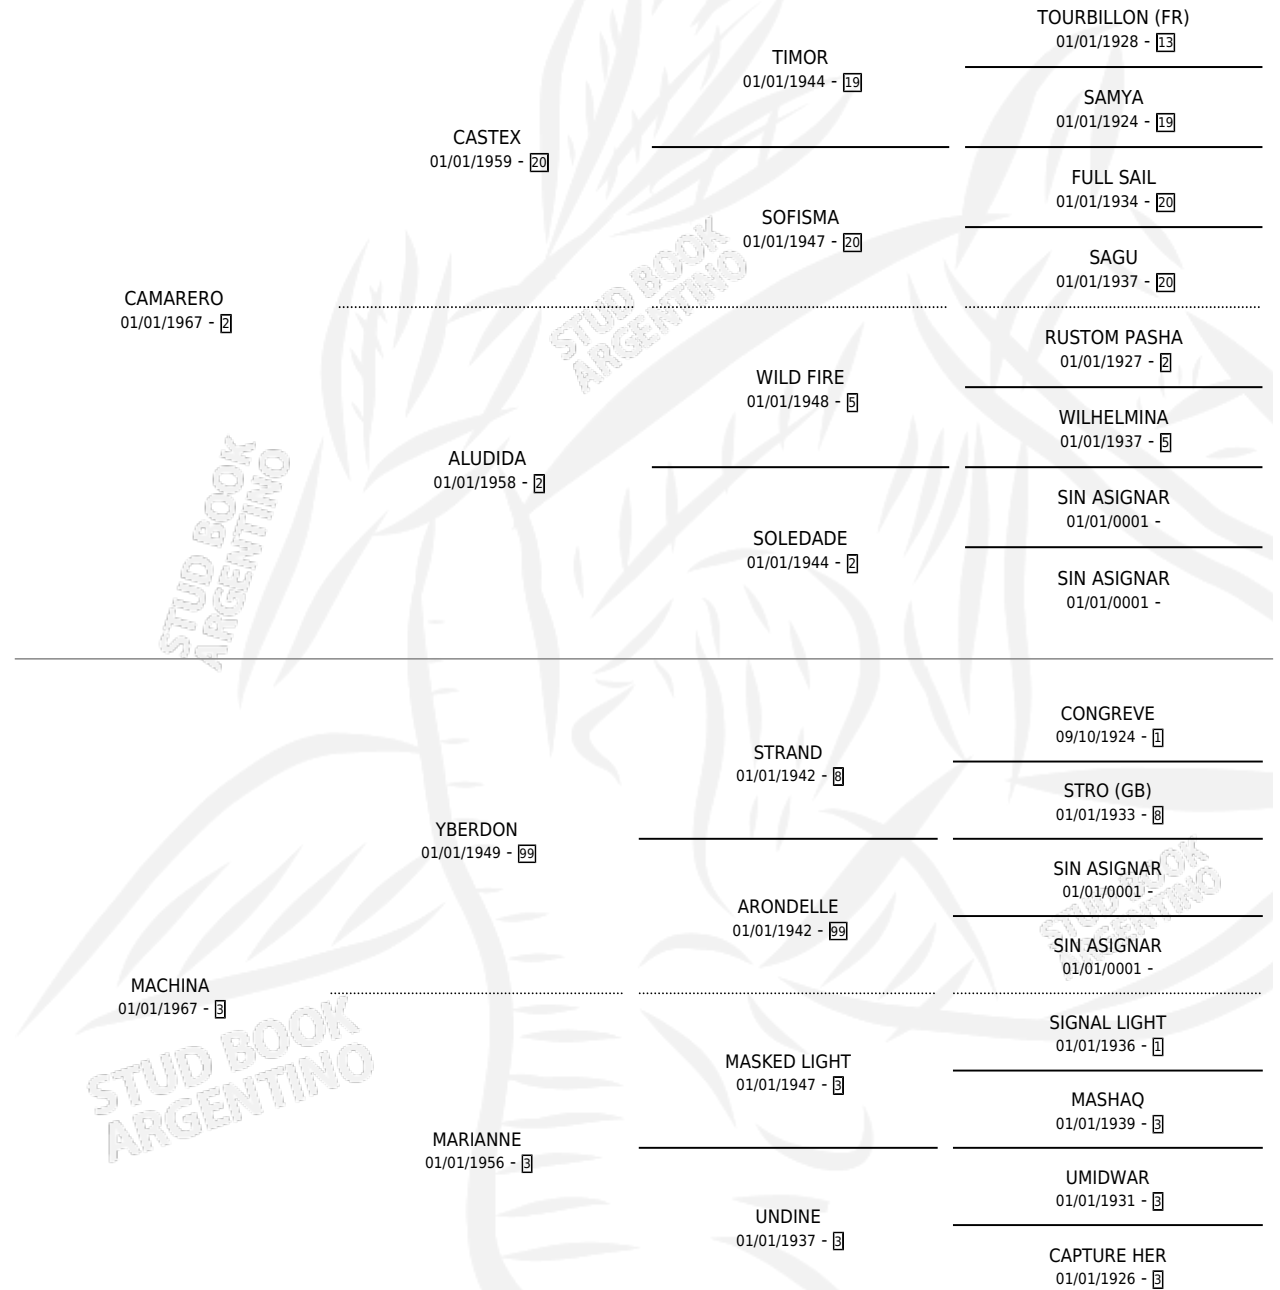 TOURBILLON (FR)
01/01/1928 - 13
TIMOR
01/01/1944 - 19
SAMYA
01/01/1924 - 19
CASTEX
01/01/1959 - 20
FULL SAIL
01/01/1934 - 20
SOFISMA
01/01/1947 - 20
SAGU
01/01/1937 - 20
CAMARERO
01/01/1967 - 2
RUSTOM PASHA
01/01/1927 - 2
WILD FIRE
01/01/1948 - 5
WILHELMINA
01/01/1937 - 5
ALUDIDA
01/01/1958 - 2
SIN ASIGNAR
01/01/0001 -
SOLEDADE
01/01/1944 - 2
SIN ASIGNAR
01/01/0001 -
STUD BOOK
ARGENTINO
STUD BOOK
ARGENTINO
CONGREVE
09/10/1924 - 1
STRAND
01/01/1942 - 8
STRO (GB)
01/01/1933 - 8
YBERDON
01/01/1949 - 99
SIN ASIGNAR
01/01/0001 -
ARONDELLE
01/01/1942 - 99
SIN ASIGNAR
01/01/0001 -
STUD BOOK
ARGENTINO
MACHINA
01/01/1967 - 3
SIGNAL LIGHT
01/01/1936 - 1
MASKED LIGHT
01/01/1947 - 3
MASHAQ
01/01/1939 - 3
STUD BOOK
ARGENTINO
MARIANNE
01/01/1956 - 3
UMIDWAR
01/01/1931 - 3
UNDINE
01/01/1937 - 3
CAPTURE HER
01/01/1926 - 3